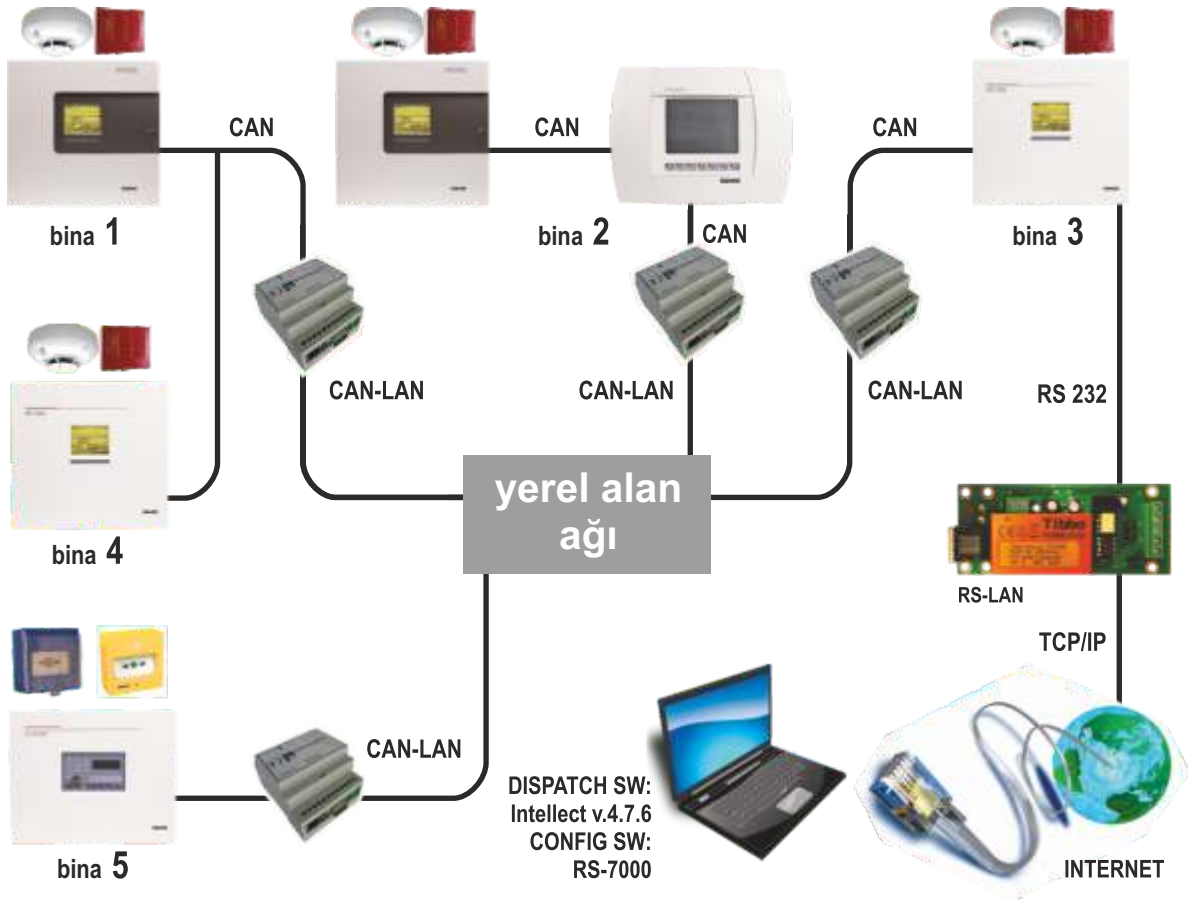 CAN
CAN
CAN
bina 1
bina 2
CAN
bina 3
CAN-LAN
CAN-LAN
CAN-LAN
RS 232
yerel alan
ağı
Tibbo
bina 4
RS-LAN
TCP/IP
CAN-LAN
DISPATCH SW:
Intellect v.4.7.6
CONFIG SW:
RS-7000
bina 5
INTERNET